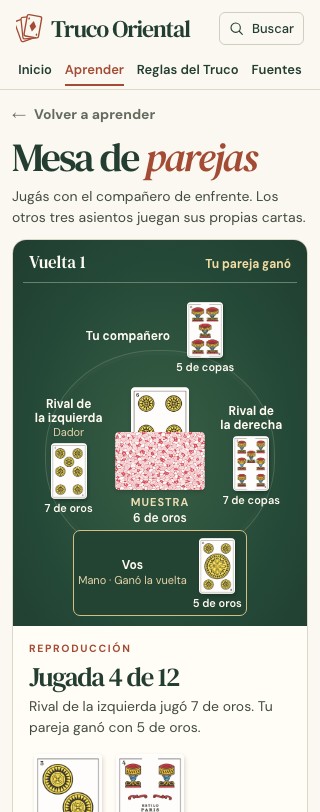 Truco Oriental
Buscar
Inicio Aprender Reglas del Truco Fuentes
← Volver a aprender
Mesa de parejas
Jugás con el compañero de enfrente. Los
otros tres asientos juegan sus propias cartas.
Vuelta 1
Tu pareja ganó
Tu compañero
5 de copas
Rival de
la izquierda
Dador
7 de oros
6
MUESTRA
6 de oros
Rival de
la derecha
7 de copas
Vos
Mano · Ganó la vuelta
5 de oros
REPRODUCCIÓN
Jugada 4 de 12
Rival de la izquierda jugó 7 de oros. Tu
pareja ganó con 5 de oros.
3
4